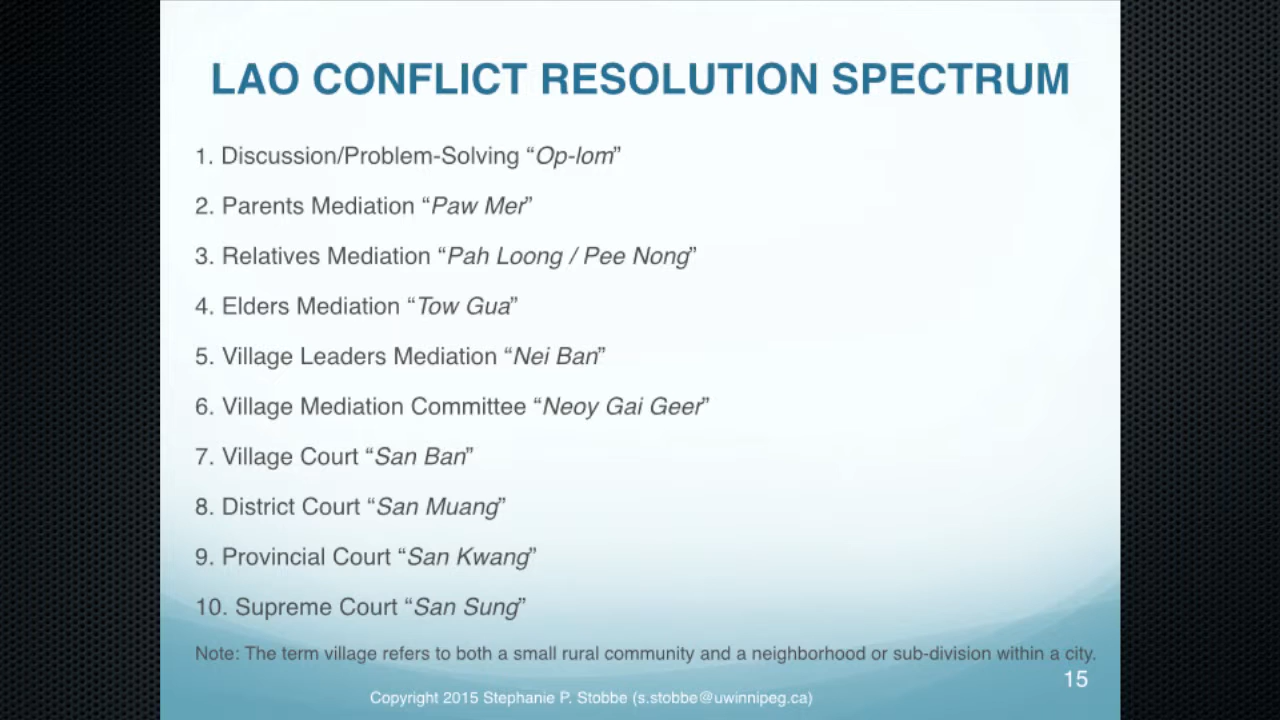 LAO CONFLICT RESOLUTION SPECTRUM
1. Discussion/Problem-Solving “Op-lom”
2. Parents Mediation “Paw Mer”
3. Relatives Mediation “Pah Loong / Pee Nong”
4. Elders Mediation “Tow Gua”
5. Village Leaders Mediation “Nei Ban”
6. Village Mediation Committee “Neoy Gai Geer”
7. Village Court “San Ban”
8. District Court “San Muang”
9. Provincial Court “San Kwang”
10. Supreme Court “San Sung”
Note: The term village refers to both a small rural community and a neighborhood or sub-division within a city.
15
Copyright 2015 Stephanie P. Stobbe (s.stobbe@uwinnipeg.ca)